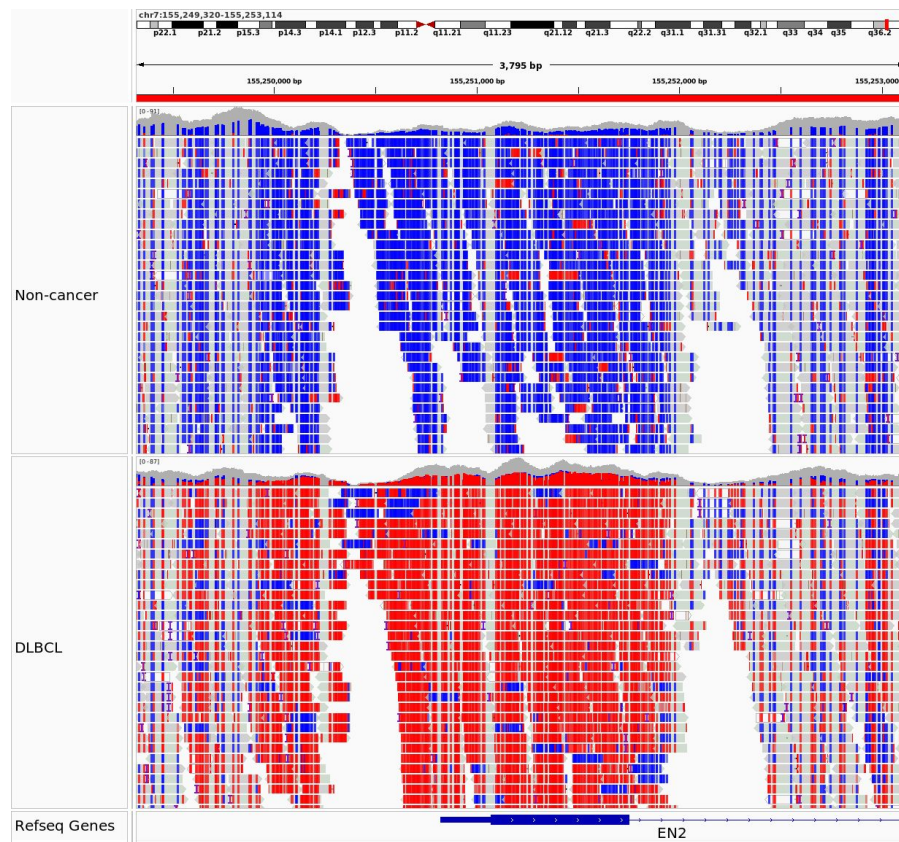 chr7:155,249,320-155,253,114
p22.1 p21.2 p15.3 p14.3 p14.1 p12.3 p11.2 q11.21 q11.23 q21.12 q21.3 q22.2 q31.1 q31.31 q32.1 q33 q34 q35 q36.2
3,795 bp
155,250,000 bp 155,251,000 bp 155,252,000 bp 155,253,000 bp
[0-91]
Non-cancer
[0-87]
DLBCL
Refseq Genes
EN2